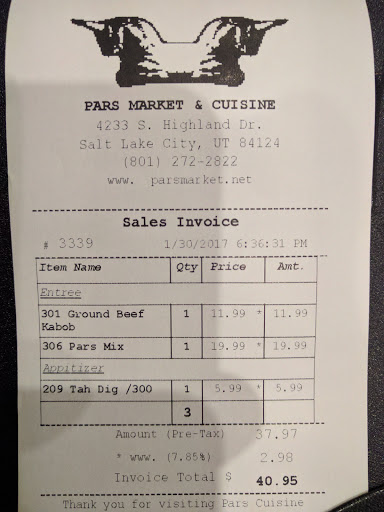 PARS MARKET & CUISINE
4233 S. Highland Dr.
Salt Lake City, UT 84124
(801) 272-2822
www. parsmarket.net
Sales Invoice
# 3339 1/30/2017 6:36:31 PM
Item Name Qty Price Amt.
Entree
301 Ground Beef Kabob 1 11.99 * 11.99
306 Pars Mix 1 19.99 * 19.99
Appitizer
209 Tah Dig /300 1 5.99 * 5.99
3
Amount (Pre-Tax) 37.97
* www. (7.85%) 2.98
Invoice Total $ 40.95
Thank you for visiting Pars Cuisine